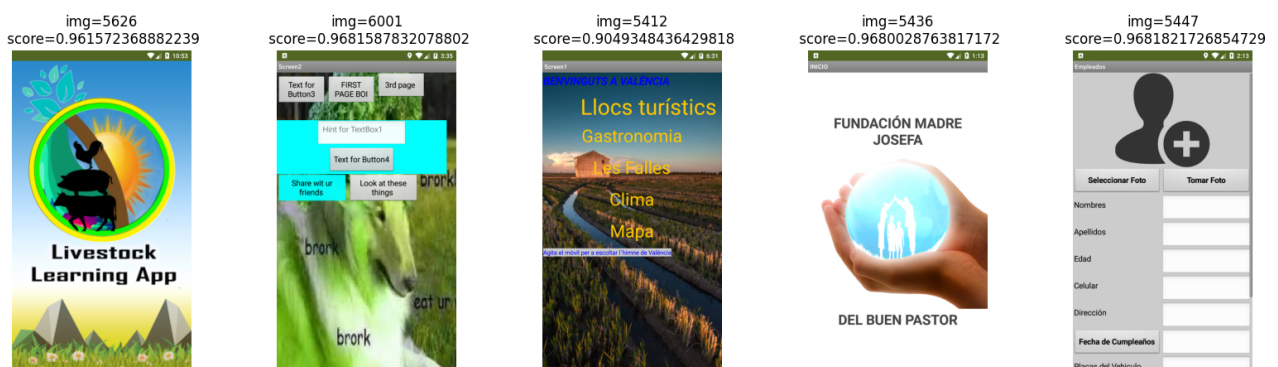 img=5626
score=0.961572368882239
10:53
Livestock
Learning App
img=6001
score=0.9681587832078802
3:35
Screen2
Text for
Button3
FIRST
PAGE BOI
3rd page
Hint for TextBox1
Text for Button4
Share wit ur
friends
Look at these
things
brork
brork
eat ur
brork
img=5412
score=0.9049348436429818
6:31
Screen1
BENVINGUTS A VALÉNCIA
Llocs turístics
Gastronomia
Les Falles
Clima
Mapa
Agita el mòvil per a escoltar l'himne de València
img=5436
score=0.9680028763817172
1:13
INICIO
FUNDACIÓN MADRE
JOSEFA
DEL BUEN PASTOR
img=5447
score=0.9681821726854729
2:13
Empleados
Seleccionar Foto
Tomar Foto
Nombres
Apellidos
Edad
Celular
Dirección
Fecha de Cumpleaños
Placas del Vehiculo